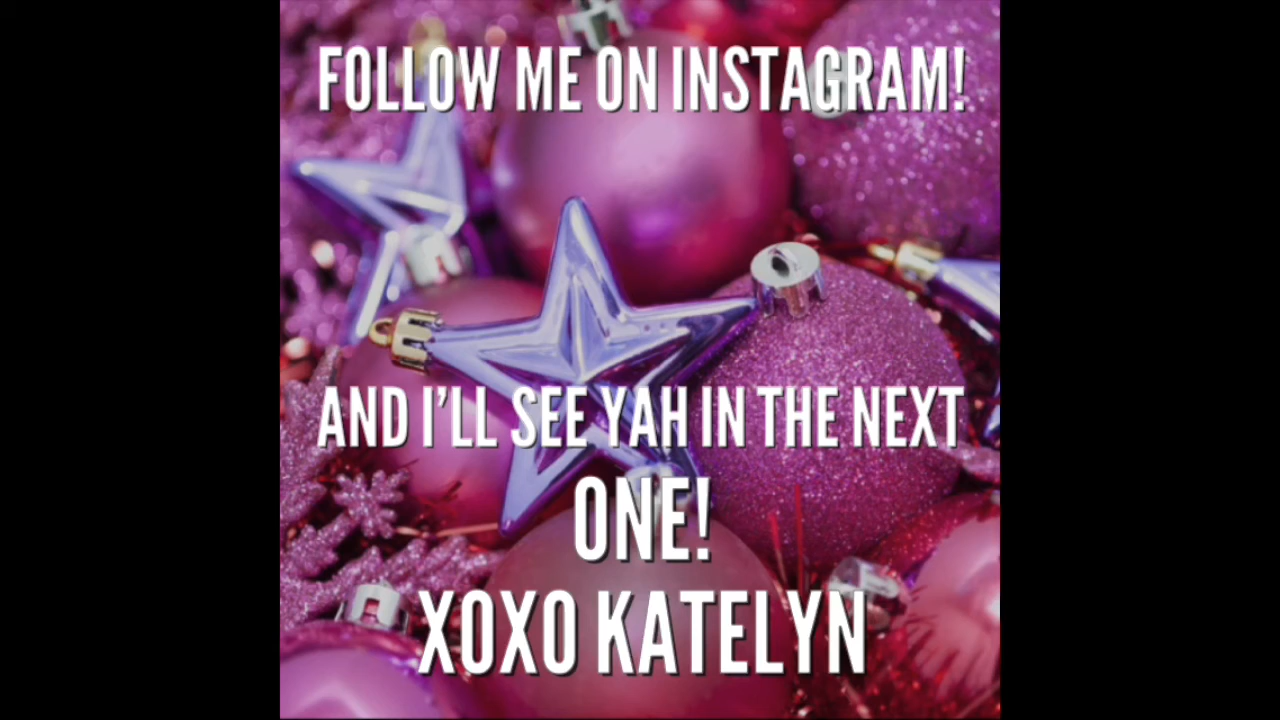 FOLLOW ME ON INSTAGRAM!
AND I'LL SEE YAH IN THE NEXT
ONE!
XOXO KATELYN